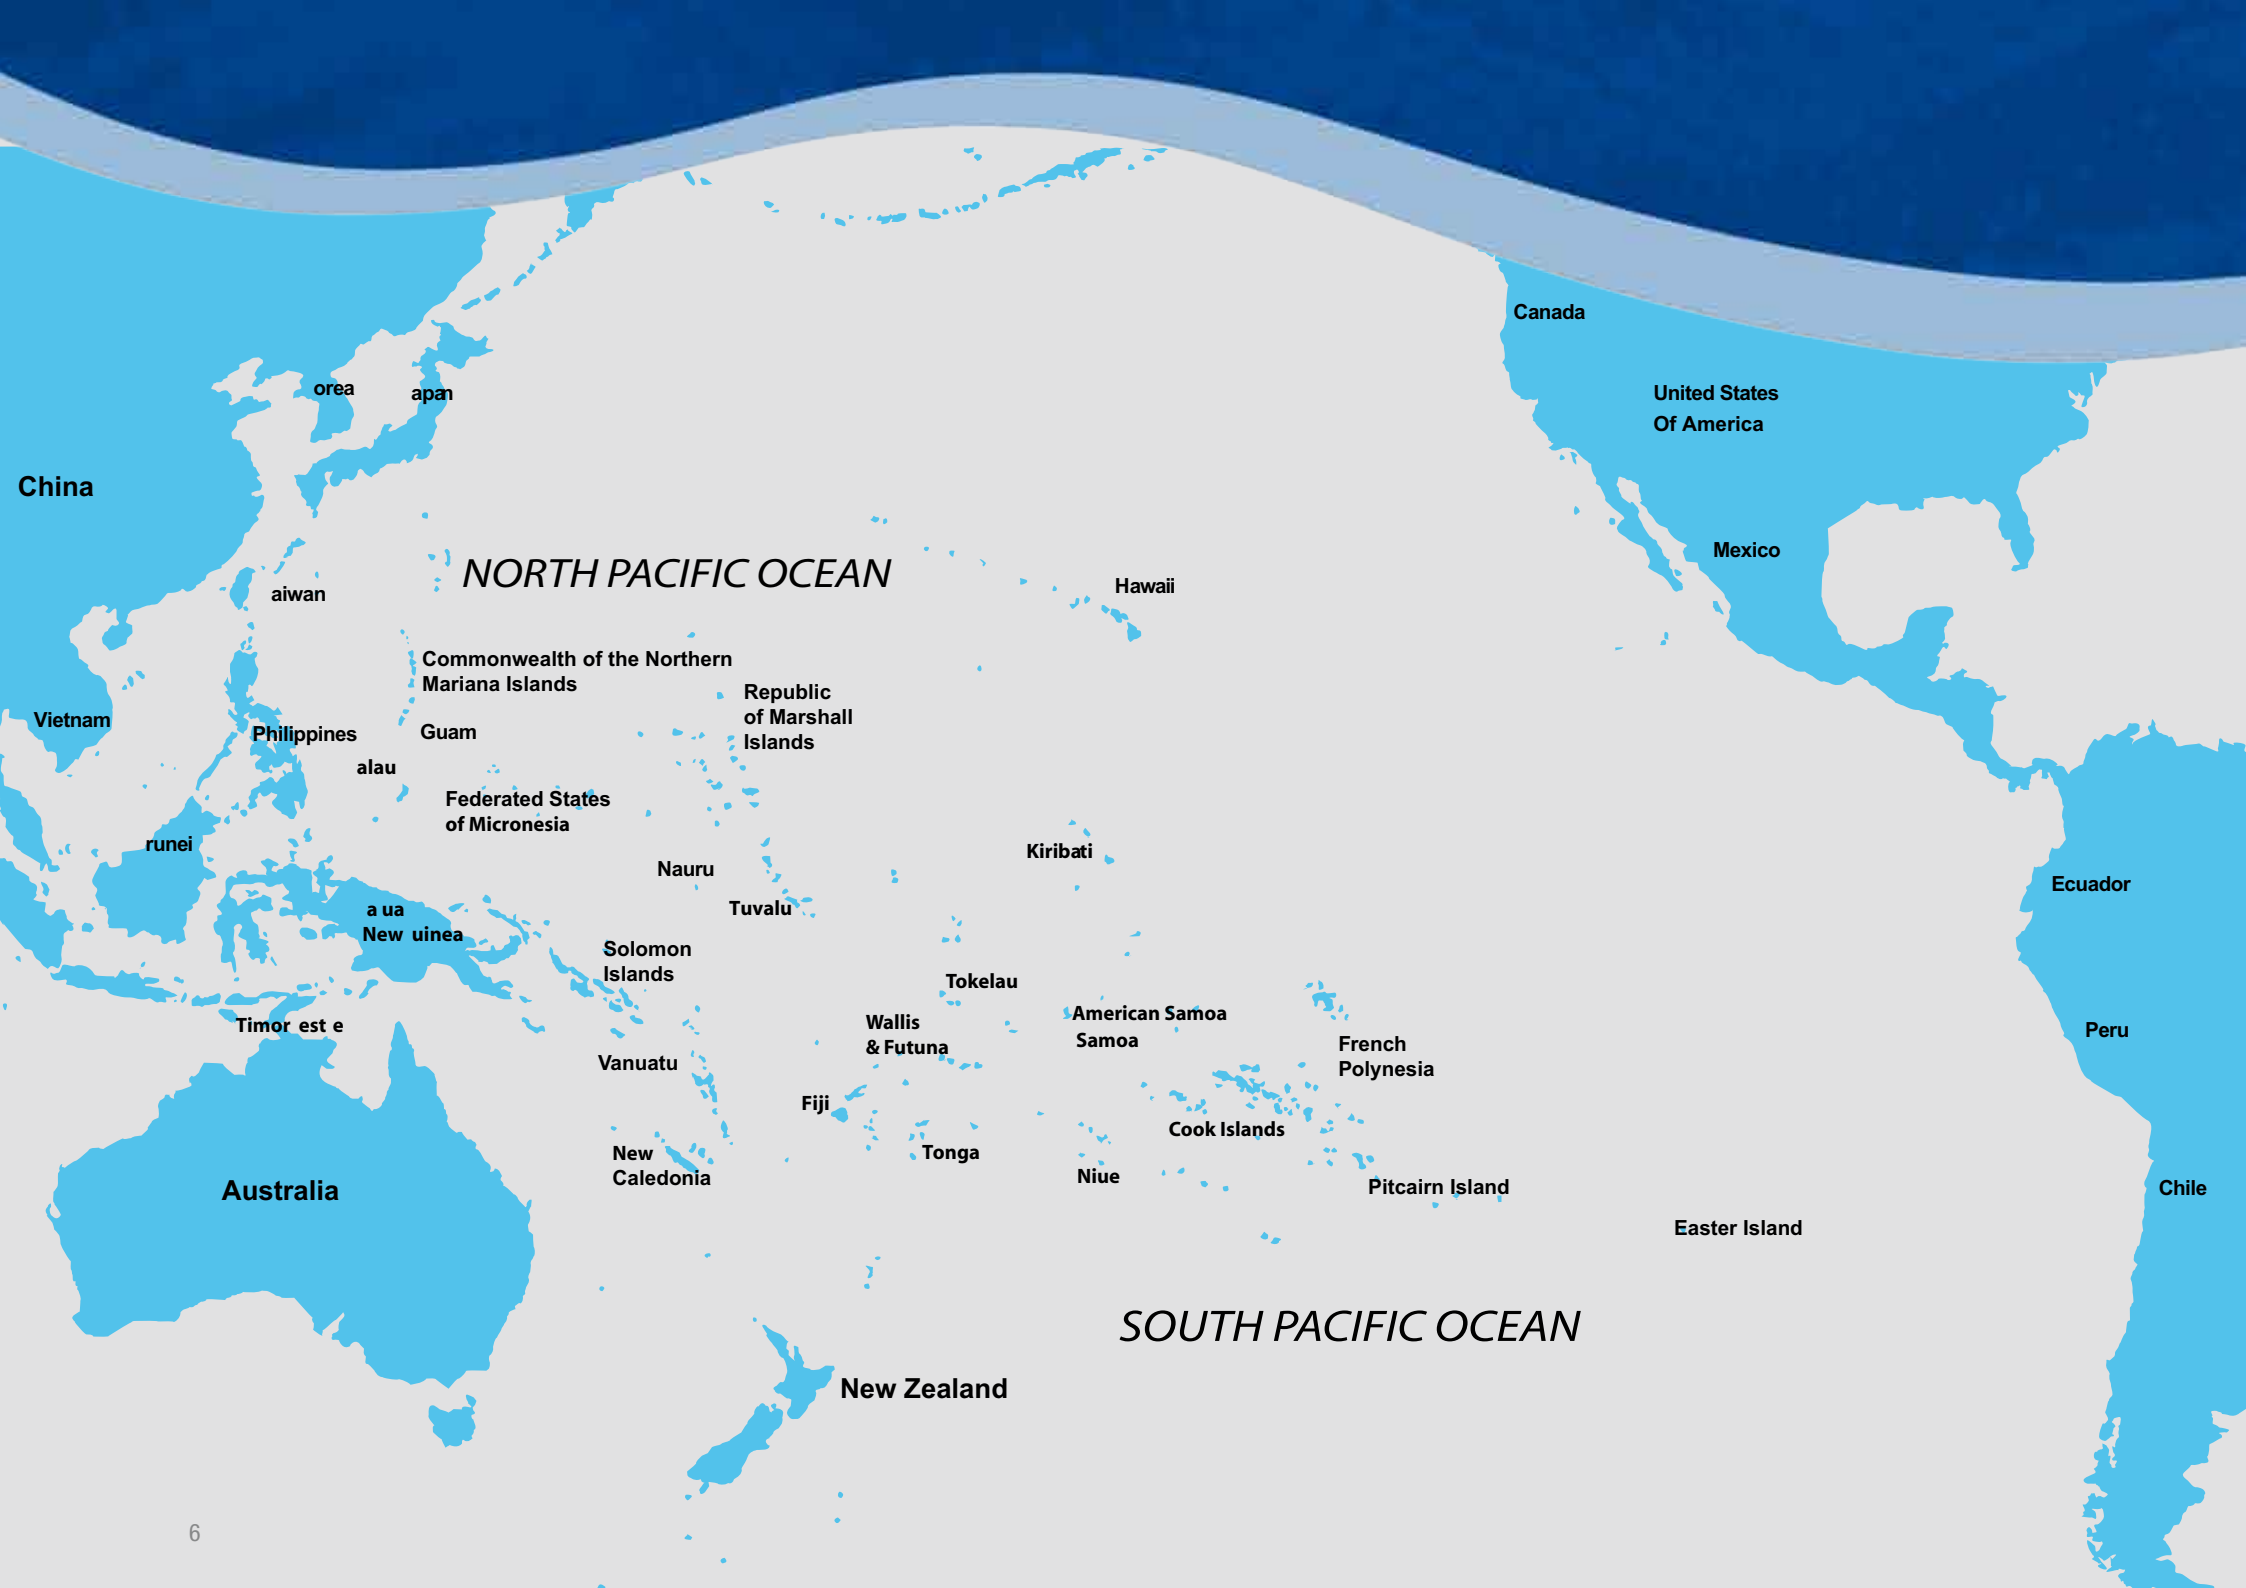 Canada
orea
apan
United States
Of America
China
Mexico
NORTH PACIFIC OCEAN
Hawaii
aiwan
Commonwealth of the Northern
Mariana Islands
Republic
of Marshall
Islands
Vietnam
Philippines
Guam
alau
Federated States
of Micronesia
runei
Kiribati
Nauru
Ecuador
Tuvalu
a ua
New uinea
Solomon
Islands
Tokelau
American Samoa
Samoa
Wallis
& Futuna
Timor est e
Peru
French
Polynesia
Vanuatu
Fiji
Cook Islands
New
Caledonia
Tonga
Niue
Australia
Pitcairn Island
Chile
Easter Island
SOUTH PACIFIC OCEAN
New Zealand
6